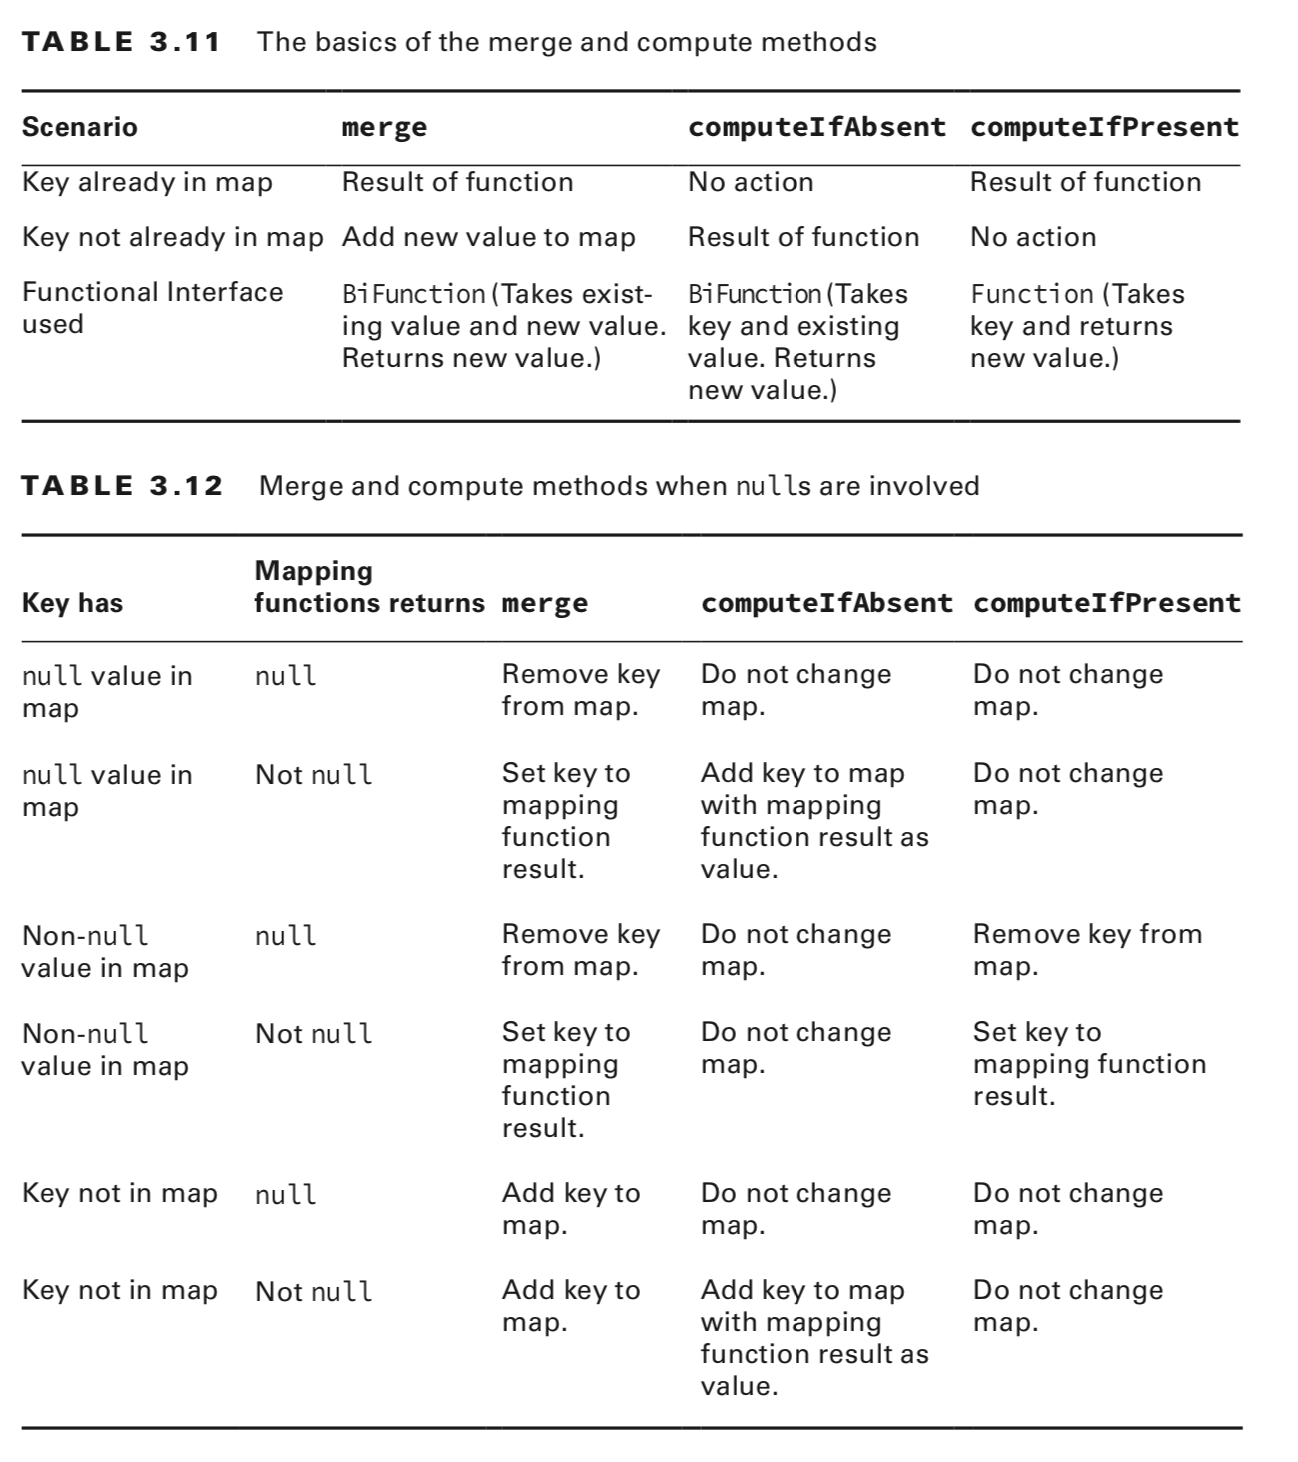 TABLE 3.11 The basics of the merge and compute methods
Scenario merge computeIfAbsent computeIfPresent
Key already in map Result of function No action Result of function
Key not already in map Add new value to map Result of function No action
Functional Interface BiFunction (Takes exist- BiFunction (Takes Function (Takes
used ing value and new value. key and existing key and returns
Returns new value.) value. Returns new value.)
new value.)
TABLE 3.12 Merge and compute methods when nulls are involved
Mapping
Key has functions returns merge computeIfAbsent computeIfPresent
null value in null Remove key Do not change Do not change
map from map. map. map.
null value in Not null Set key to Add key to map Do not change
map mapping with mapping map.
function function result as
result. value.
Non-null null Remove key Do not change Remove key from
value in map from map. map. map.
Non-null Not null Set key to Do not change Set key to
value in map mapping map. mapping function
function result.
result.
Key not in map null Add key to Do not change Do not change
map. map. map.
Key not in map Not null Add key to Add key to map Do not change
map. with mapping map.
function result as
value.